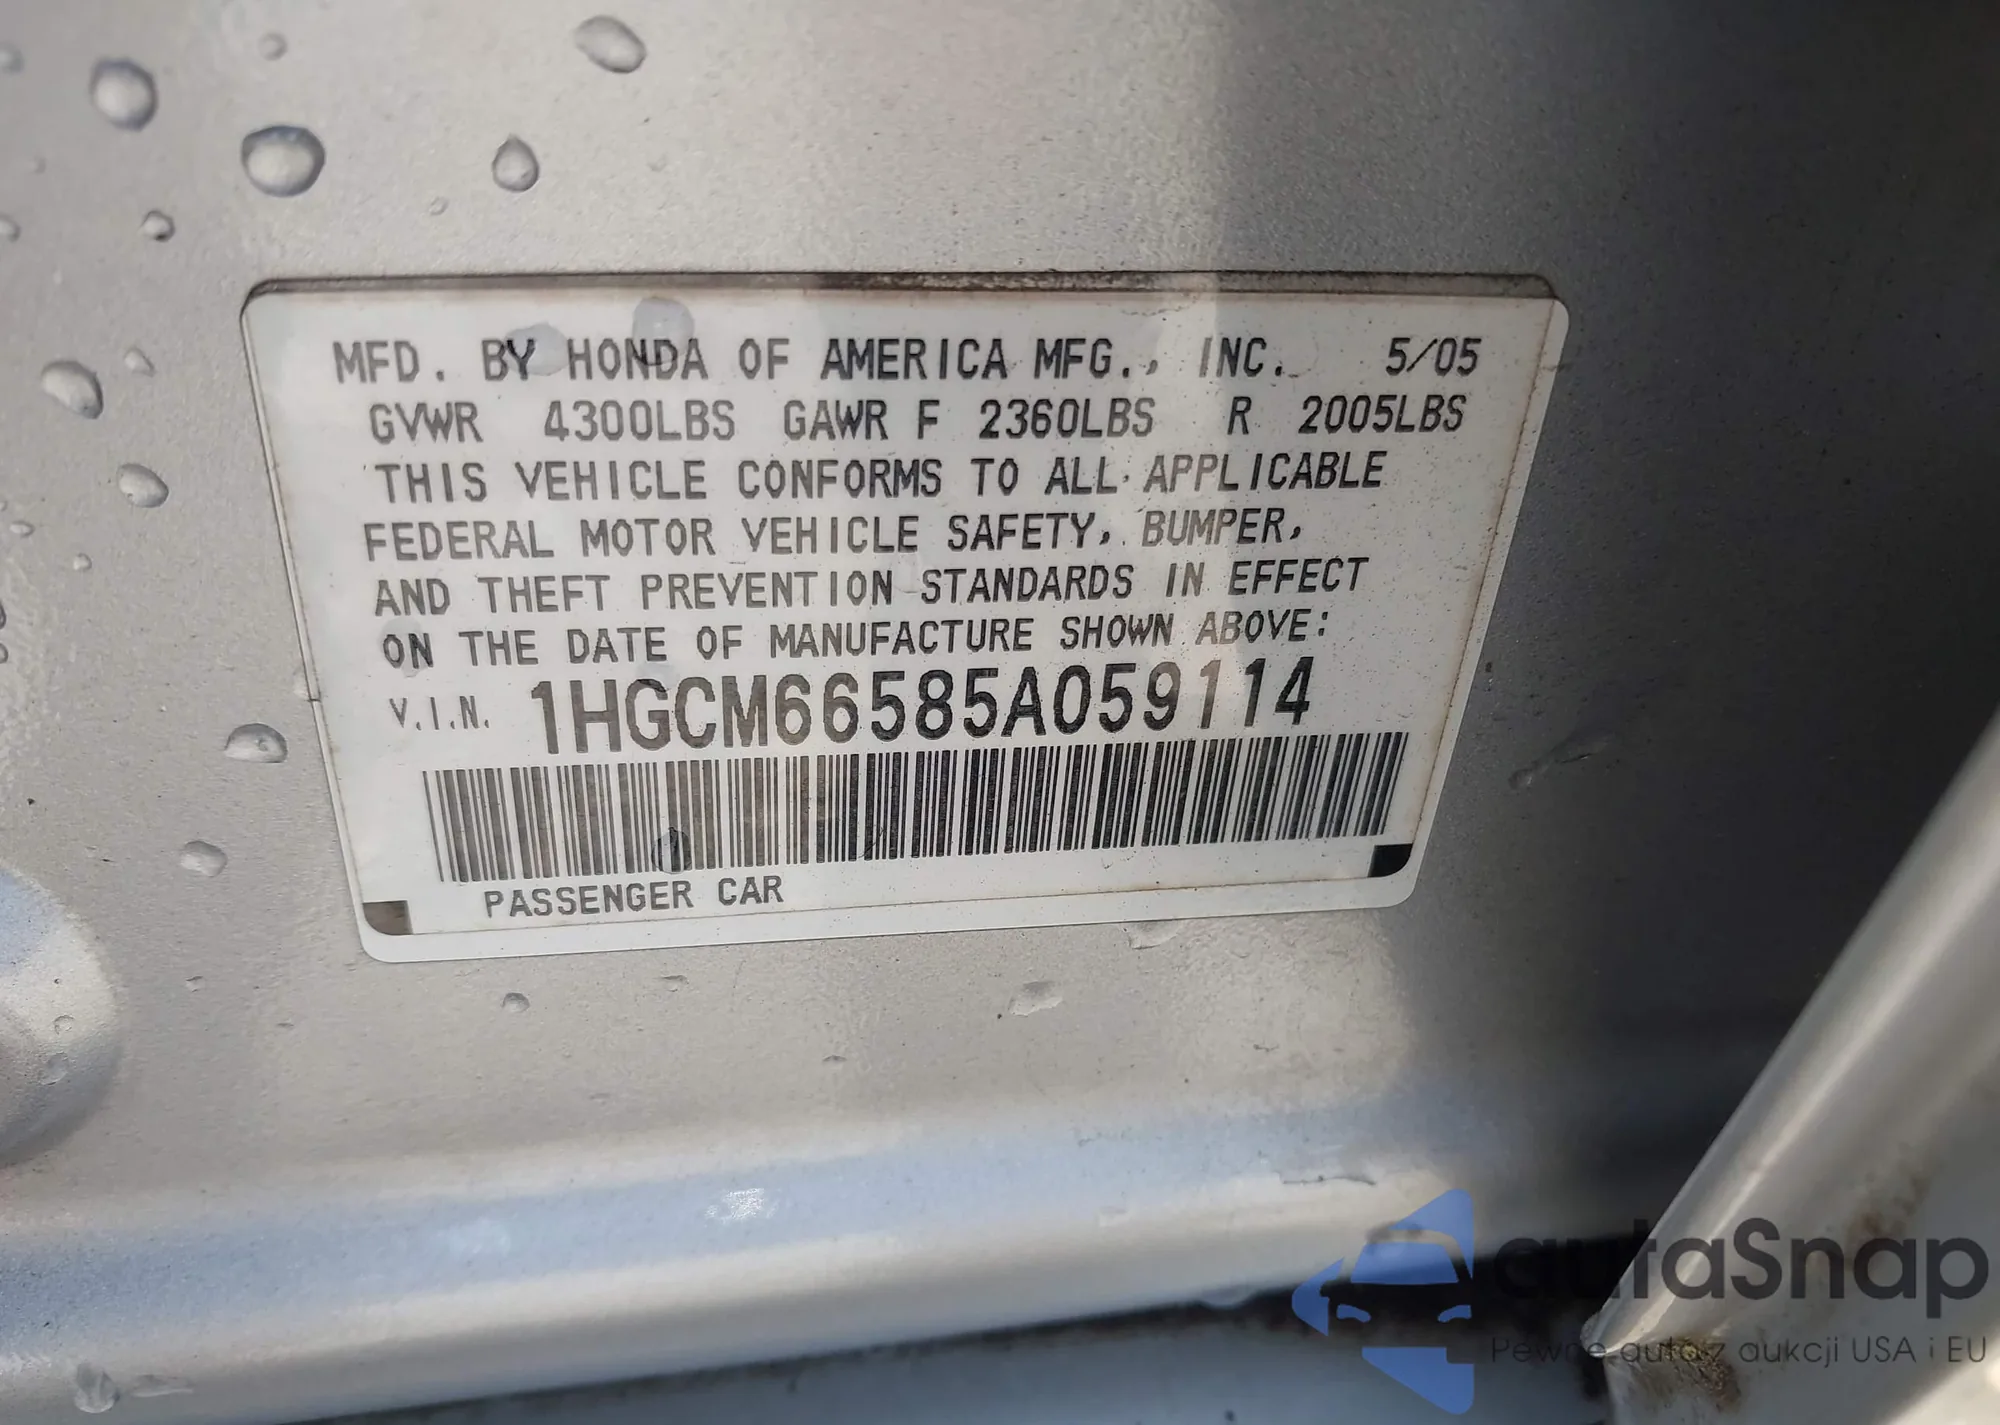 MFD. BY HONDA OF AMERICA MFG., INC. 5/05
GVWR 4300LBS GAWR F 2360LBS R 2005LBS
THIS VEHICLE CONFORMS TO ALL APPLICABLE
FEDERAL MOTOR VEHICLE SAFETY, BUMPER,
AND THEFT PREVENTION STANDARDS IN EFFECT
ON THE DATE OF MANUFACTURE SHOWN ABOVE:
V.I.N. 1HGCM66585A059114
PASSENGER CAR
autaSnap
Pewne auta z aukcji USA i EU